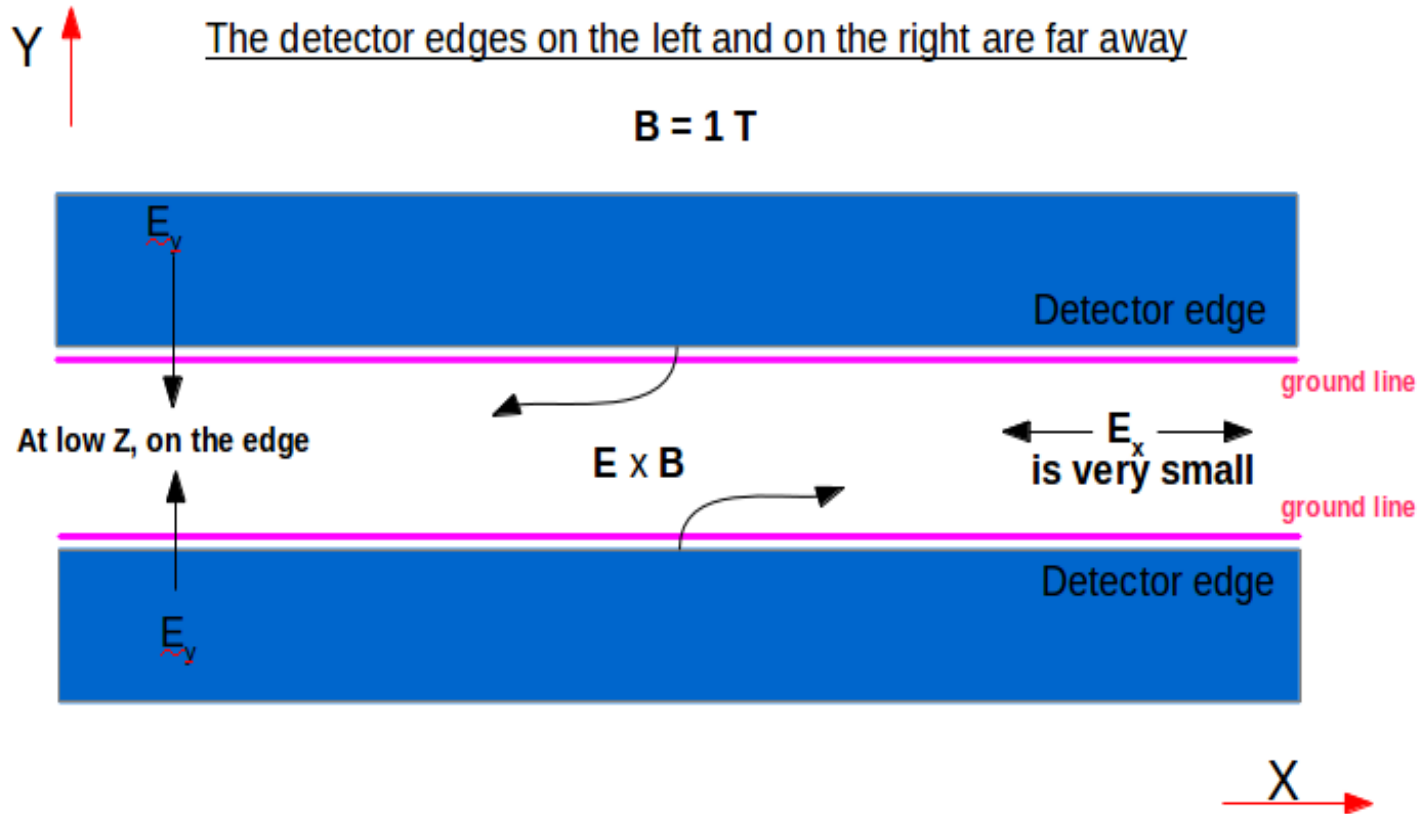 Y
The detector edges on the left and on the right are far away
B = 1 T
Ey
Detector edge
ground line
At low Z, on the edge
E x B
Ex
is very small
ground line
Detector edge
Ey
X